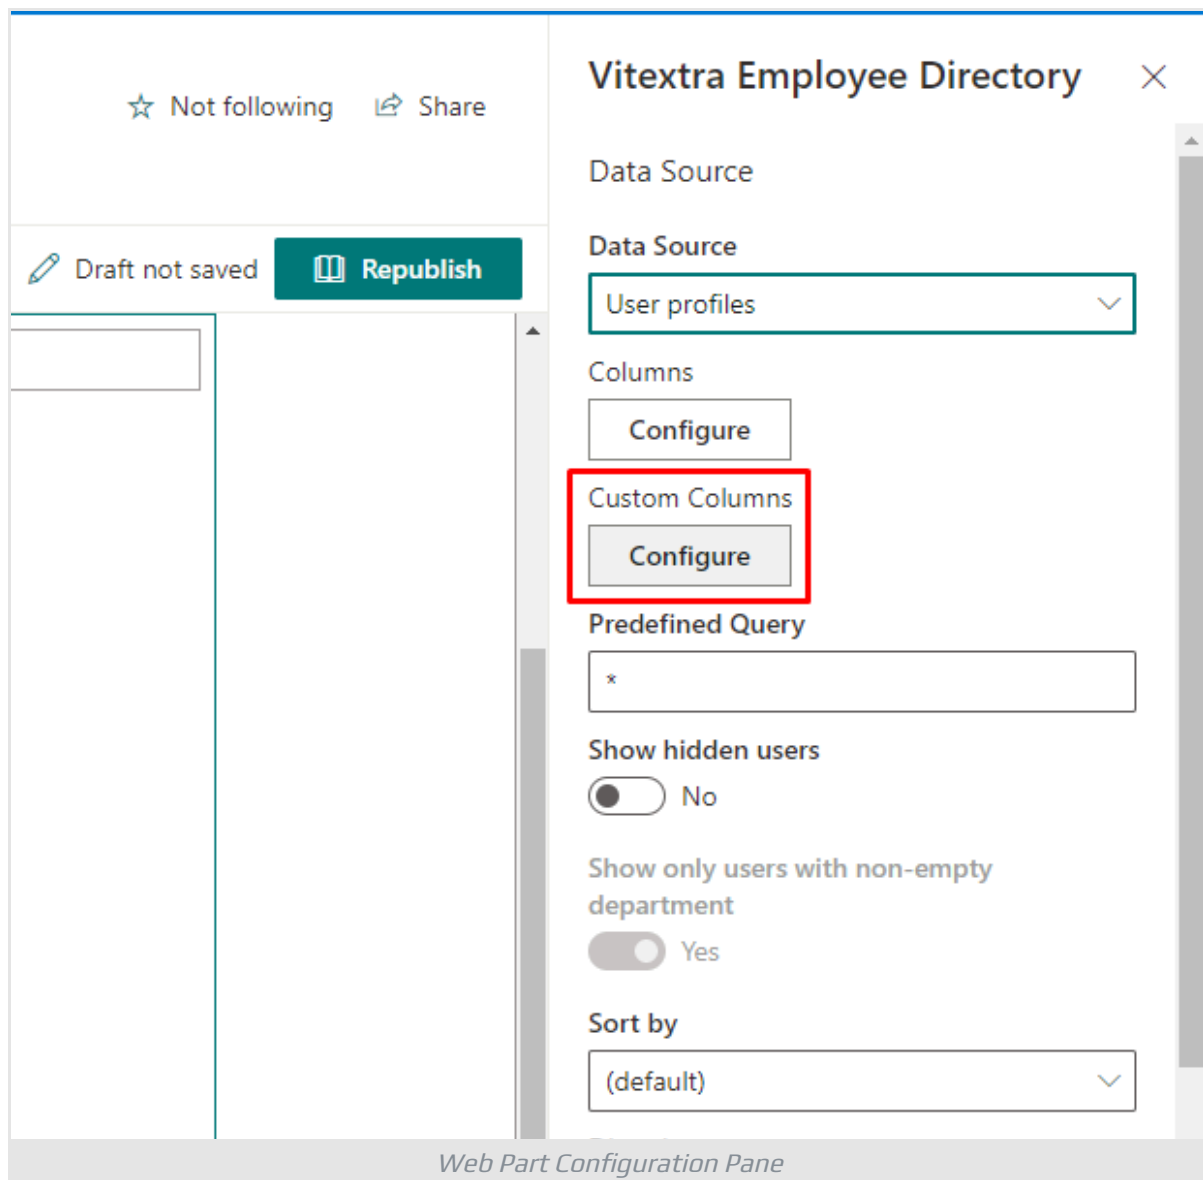 Not following
Share
Draft not saved
Republish
Vitextra Employee Directory
Data Source
Data Source
User profiles
Columns
Configure
Custom Columns
Configure
Predefined Query
*
Show hidden users
No
Show only users with non-empty
department
Yes
Sort by
(default)
Web Part Configuration Pane